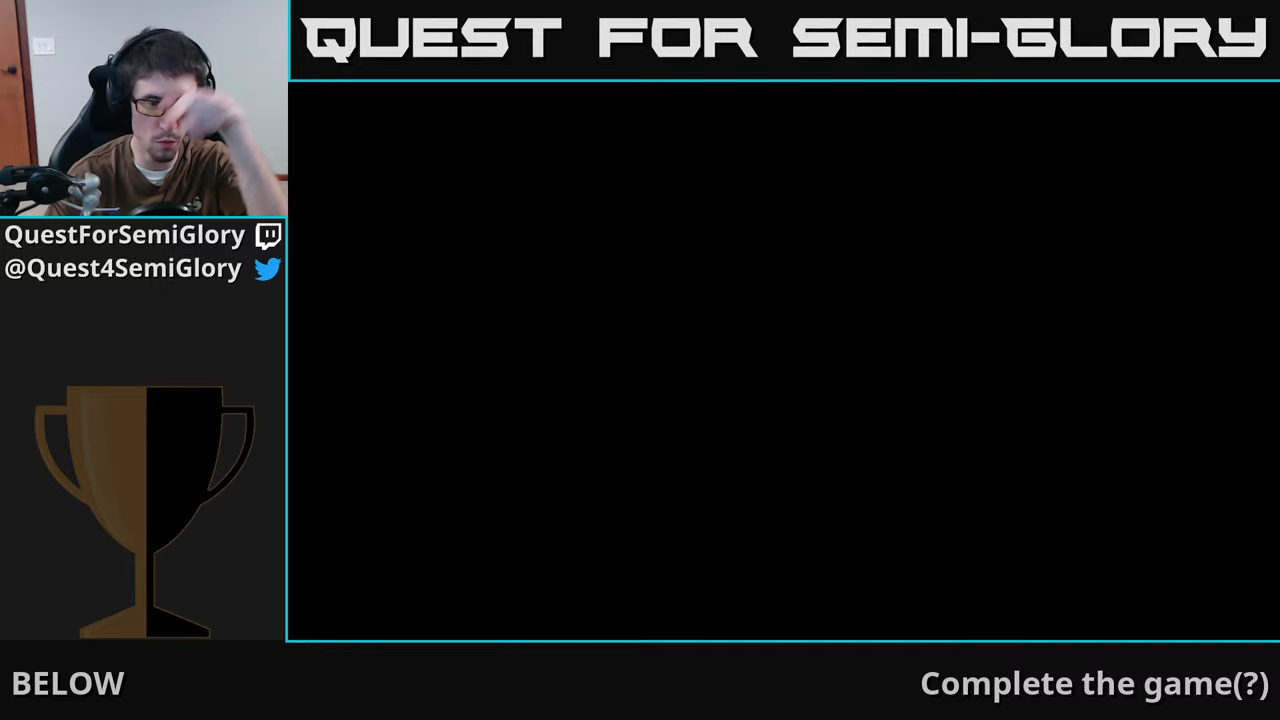 QUEST FOR SEMI-GLORY
QuestForSemiGlory
@Quest4SemiGlory
BELOW
Complete the game(?)